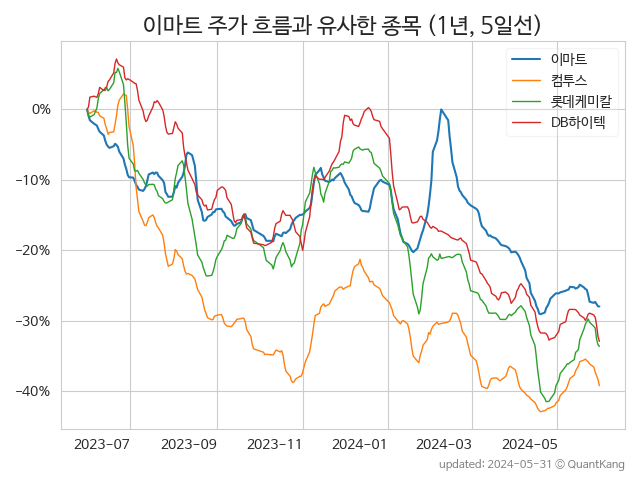 이마트 주가 흐름과 유사한 종목 (1년, 5일선)
이마트
컴투스
롯데케미칼
DB하이텍
0%
−10%
−20%
−30%
−40%
2023-07 2023-09 2023-11 2024-01 2024-03 2024-05
updated: 2024-05-31 © QuantKang